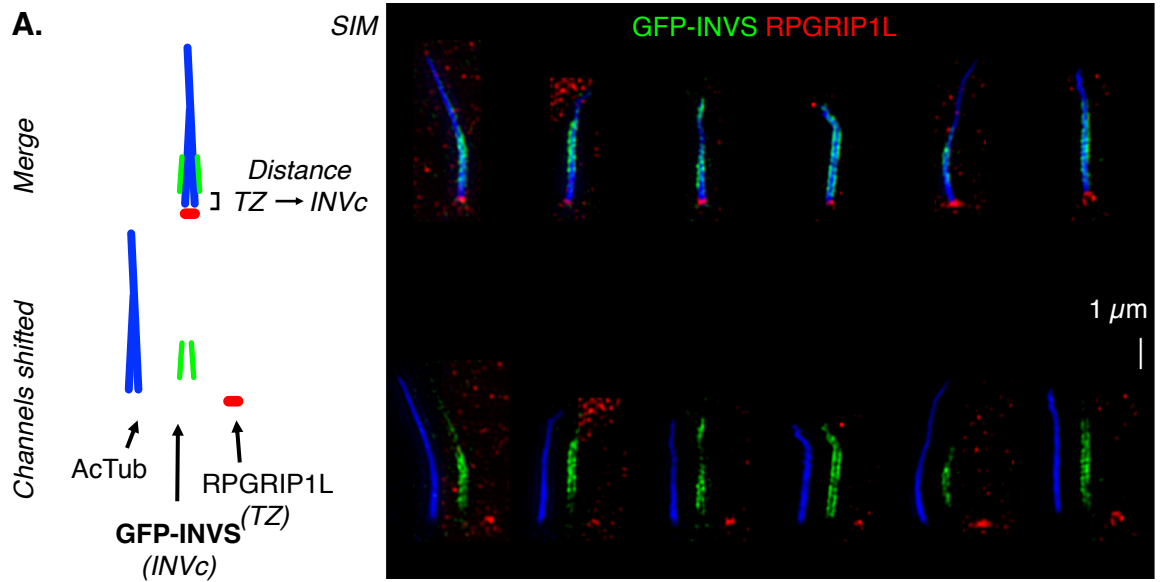 A.
SIM
GFP-INVS RPGRIP1L
Merge
Distance
TZ → INVc
Channels shifted
1 µm
AcTub
RPGRIP1L
(TZ)
GFP-INVS
(INVc)